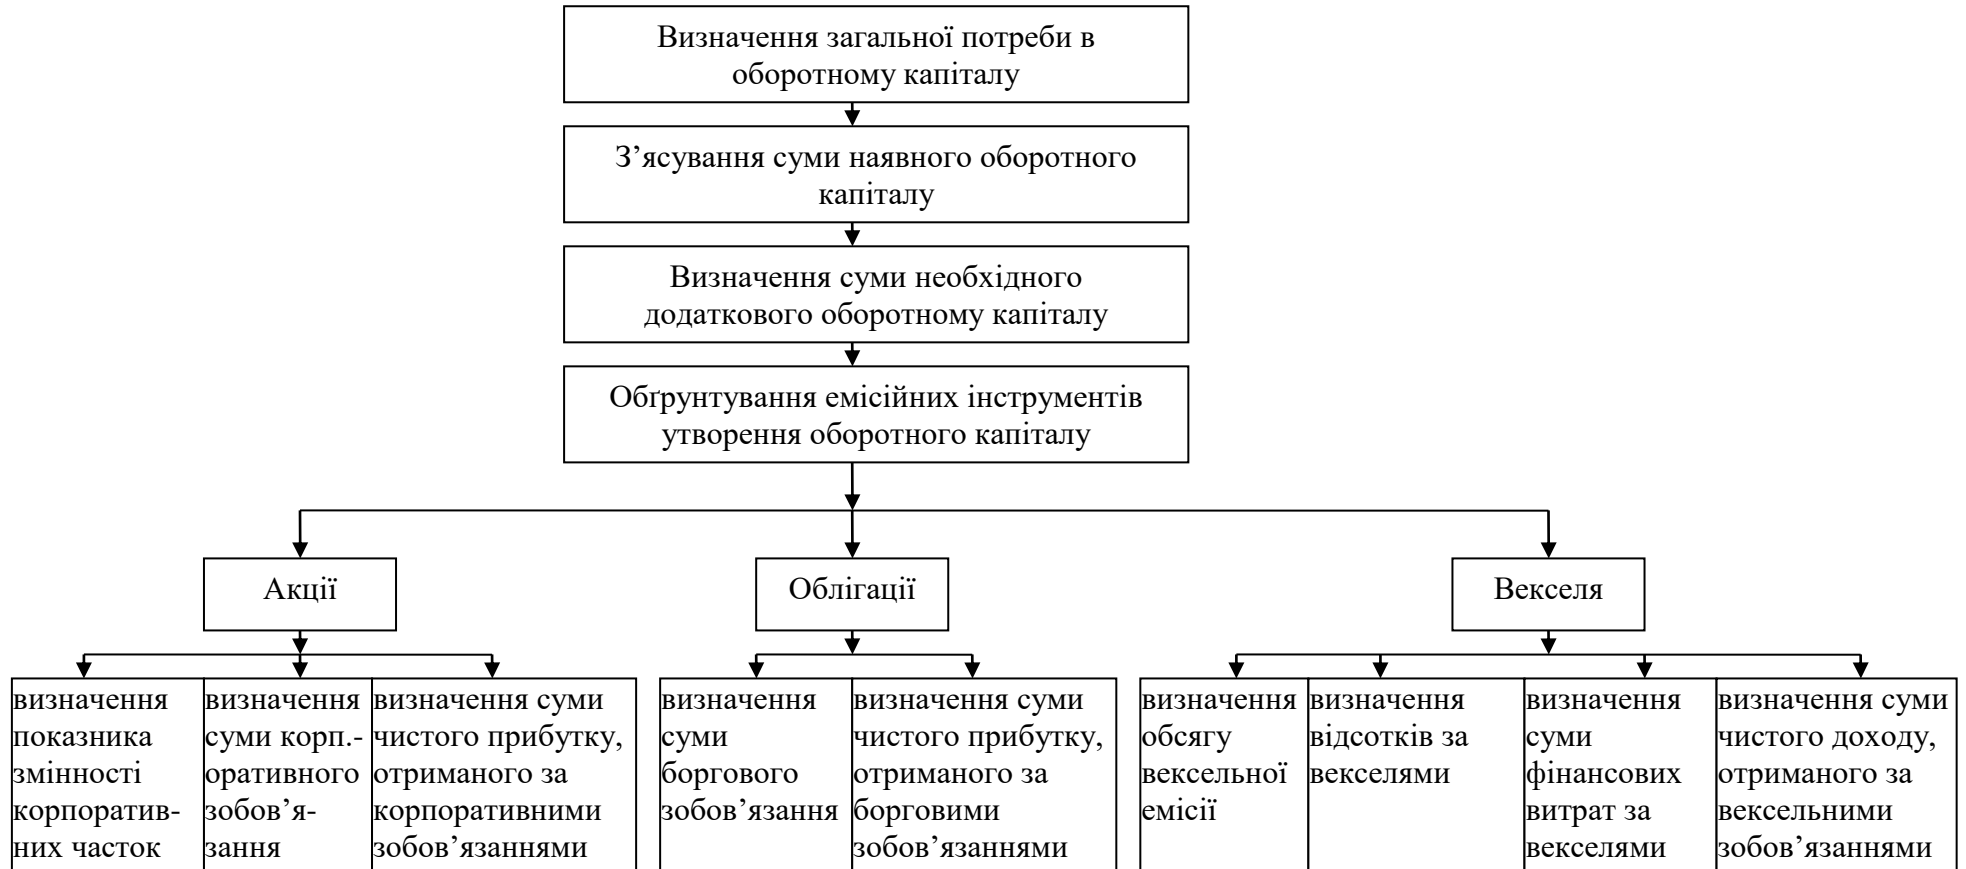 Визначення загальної потреби в
оборотному капіталу
З’ясування суми наявного оборотного
капіталу
Визначення суми необхідного
додаткового оборотному капіталу
Обґрунтування емісійних інструментів
утворення оборотного капіталу
Акції
Облігації
Векселя
визначення
показника
змінності
корпоратив-
них часток
визначення
суми корп.-
оративного
зобов’я-
зання
визначення суми
чистого прибутку,
отриманого за
корпоративними
зобов’язаннями
визначення
суми
боргового
зобов’язання
визначення суми
чистого прибутку,
отриманого за
борговими
зобов’язаннями
визначення
обсягу
вексельної
емісії
визначення
відсотків за
векселями
визначення
суми
фінансових
витрат за
векселями
визначення суми
чистого доходу,
отриманого за
вексельними
зобов’язаннями